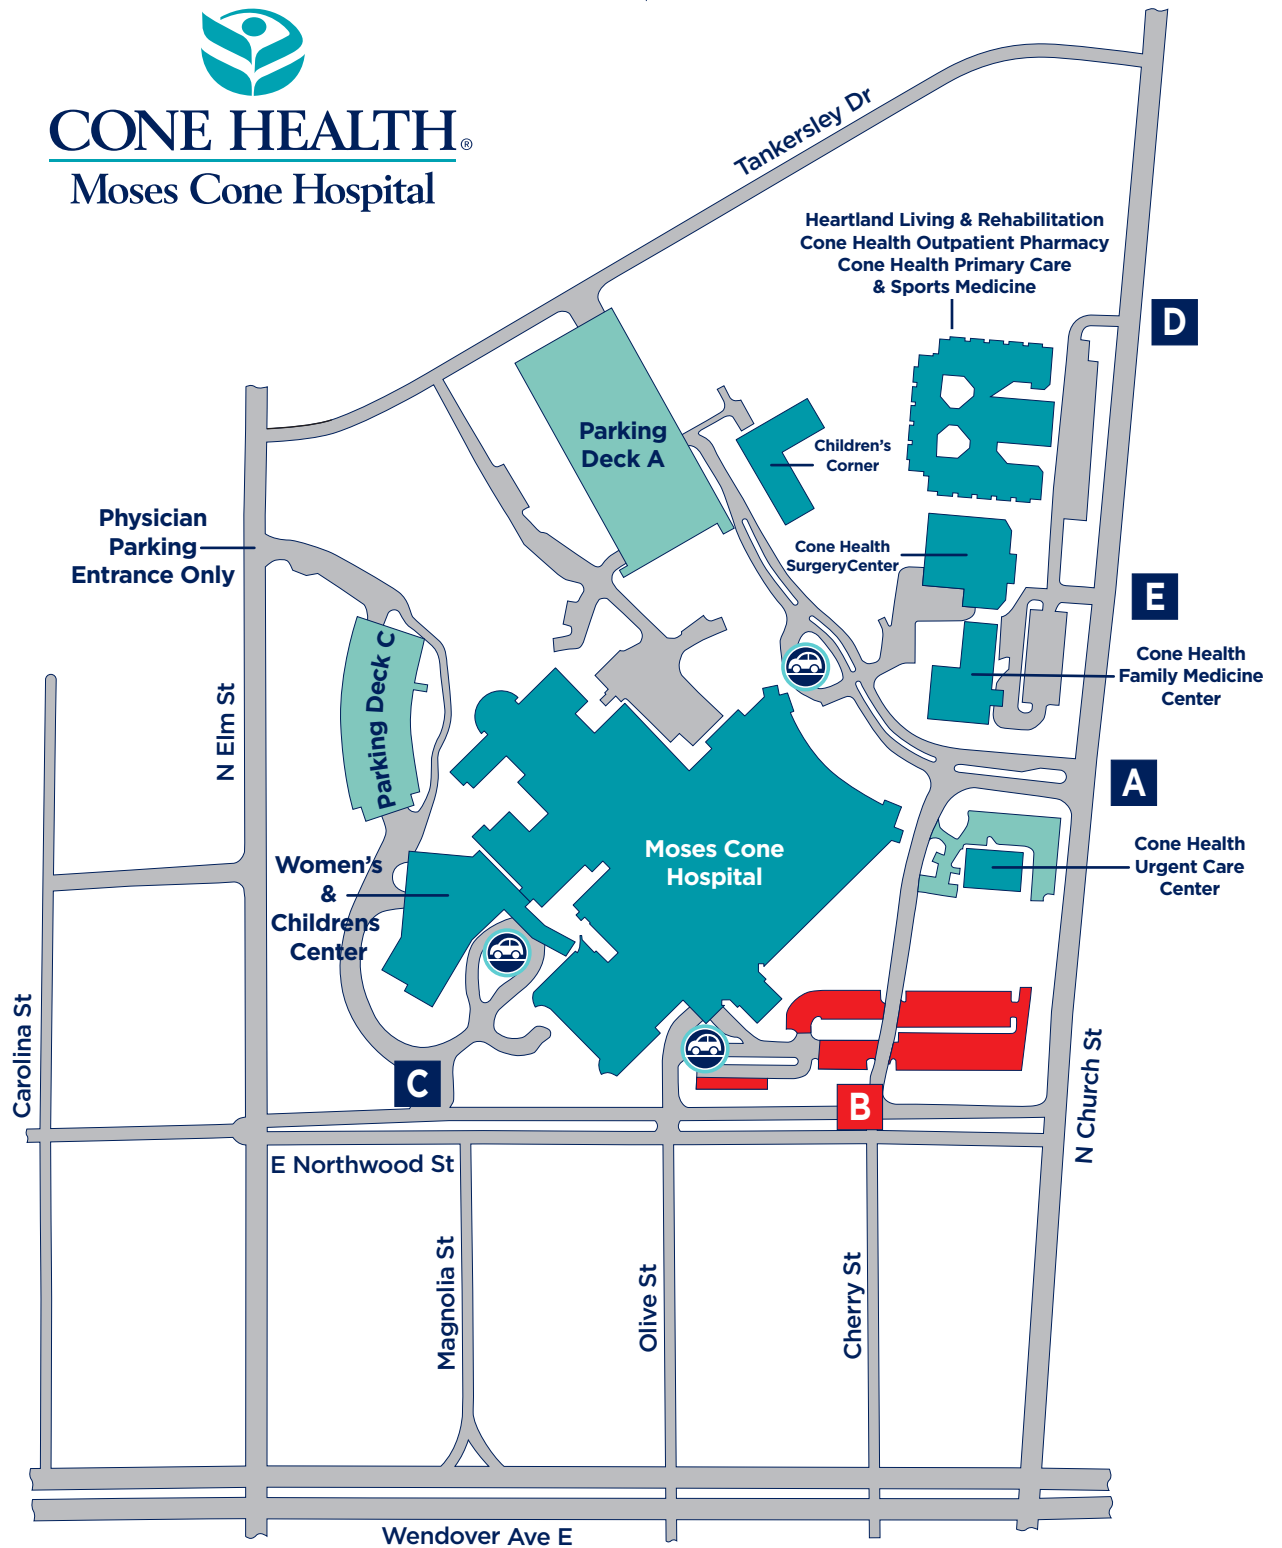 CONE HEALTH®
Moses Cone Hospital
Tankersley Dr
Heartland Living & Rehabilitation
Cone Health Outpatient Pharmacy
Cone Health Primary Care
& Sports Medicine
D
Parking
Deck A
Children's
Corner
Physician
Parking
Entrance Only
Cone Health
SurgeryCenter
E
Cone Health
Family Medicine
Center
Parking Deck C
N Elm St
A
Moses Cone
Hospital
Cone Health
Urgent Care
Center
Women's
&
Childrens
Center
Carolina St
N Church St
C
B
E Northwood St
Magnolia St
Olive St
Cherry St
Wendover Ave E